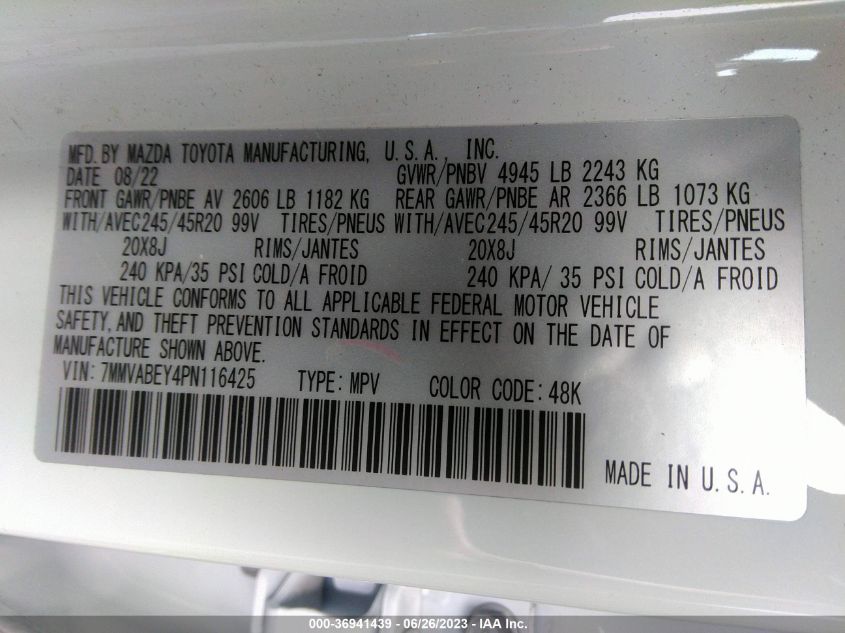 MFD. BY MAZDA TOYOTA MANUFACTURING, U.S.A., INC.
DATE 08/22 GVWR/PNBV 4945 LB 2243 KG
FRONT GAWR/PNBE AV 2606 LB 1182 KG REAR GAWR/PNBE AR 2366 LB 1073 KG
WITH/AVEC245/45R20 99V TIRES/PNEUS WITH/AVEC245/45R20 99V TIRES/PNEUS
20X8J RIMS/JANTES 20X8J RIMS/JANTES
240 KPA/35 PSI COLD/A FROID 240 KPA/ 35 PSI COLD/A FROID
THIS VEHICLE CONFORMS TO ALL APPLICABLE FEDERAL MOTOR VEHICLE
SAFETY, AND THEFT PREVENTION STANDARDS IN EFFECT ON THE DATE OF
MANUFACTURE SHOWN ABOVE.
VIN: 7MMVABEY4PN116425 TYPE: MPV COLOR CODE: 48K
MADE IN U.S.A.
000-36941439 - 06/26/2023 - IAA Inc.